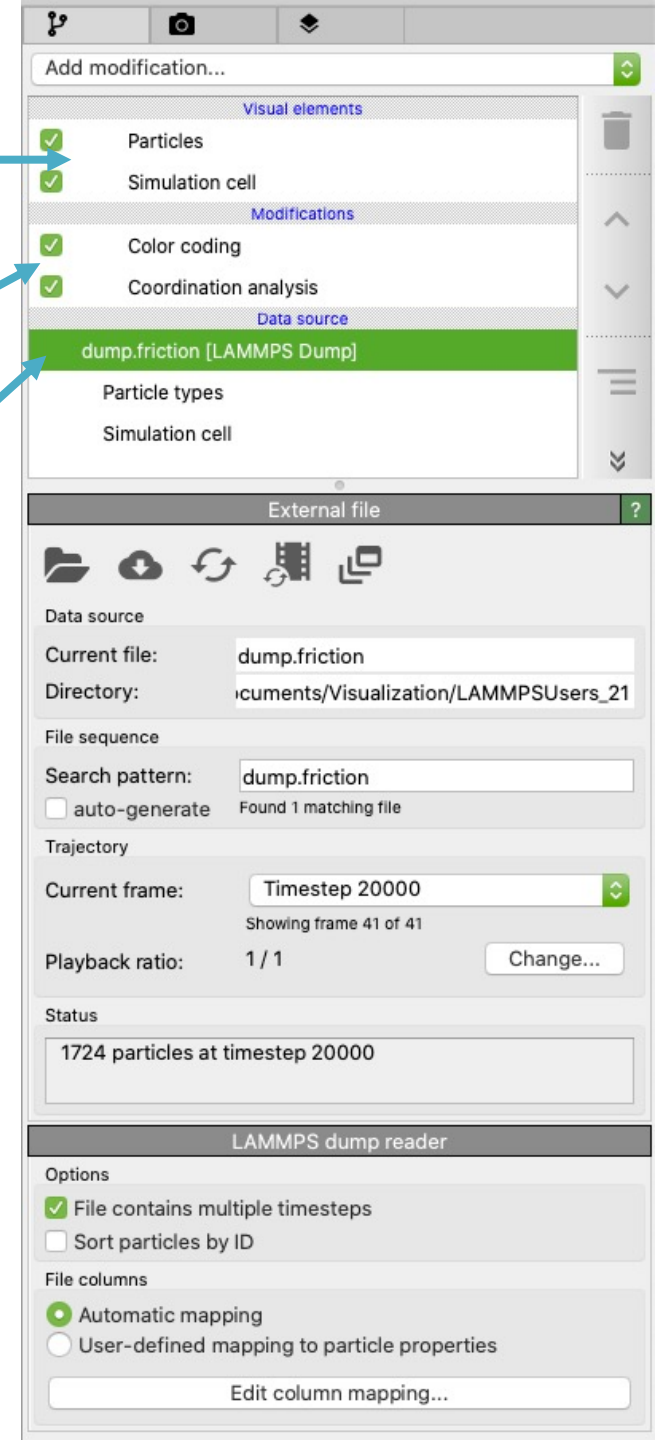 Add modification...
Visual elements
Particles
Simulation cell
Modifications
Color coding
Coordination analysis
Data source
dump.friction [LAMMPS Dump]
Particle types
Simulation cell
External file ?
Data source
Current file: dump.friction
Directory: ocuments/Visualization/LAMMPSUsers_21
File sequence
Search pattern: dump.friction
auto-generate Found 1 matching file
Trajectory
Current frame: Timestep 20000
Showing frame 41 of 41
Playback ratio: 1 / 1 Change...
Status
1724 particles at timestep 20000
LAMMPS dump reader
Options
File contains multiple timesteps
Sort particles by ID
File columns
Automatic mapping
User-defined mapping to particle properties
Edit column mapping...